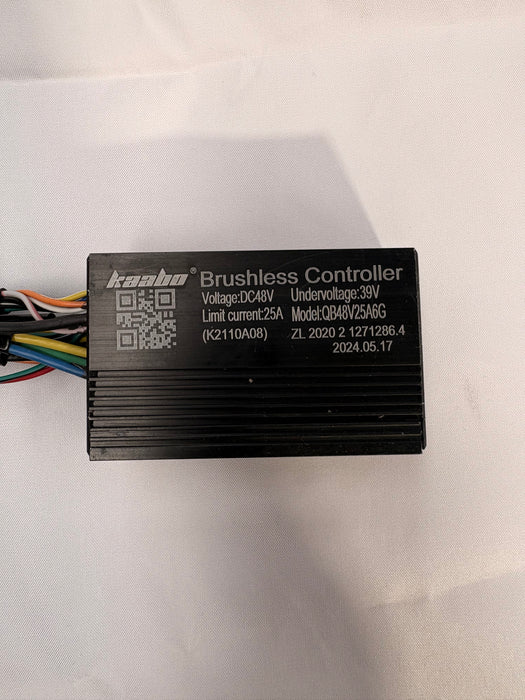 kaabo® Brushless Controller
Voltage:DC48V Undervoltage:39V
Limit current:25A Model:QB48V25A6G
(K2110A08) ZL 2020 2 1271286.4
2024.05.17